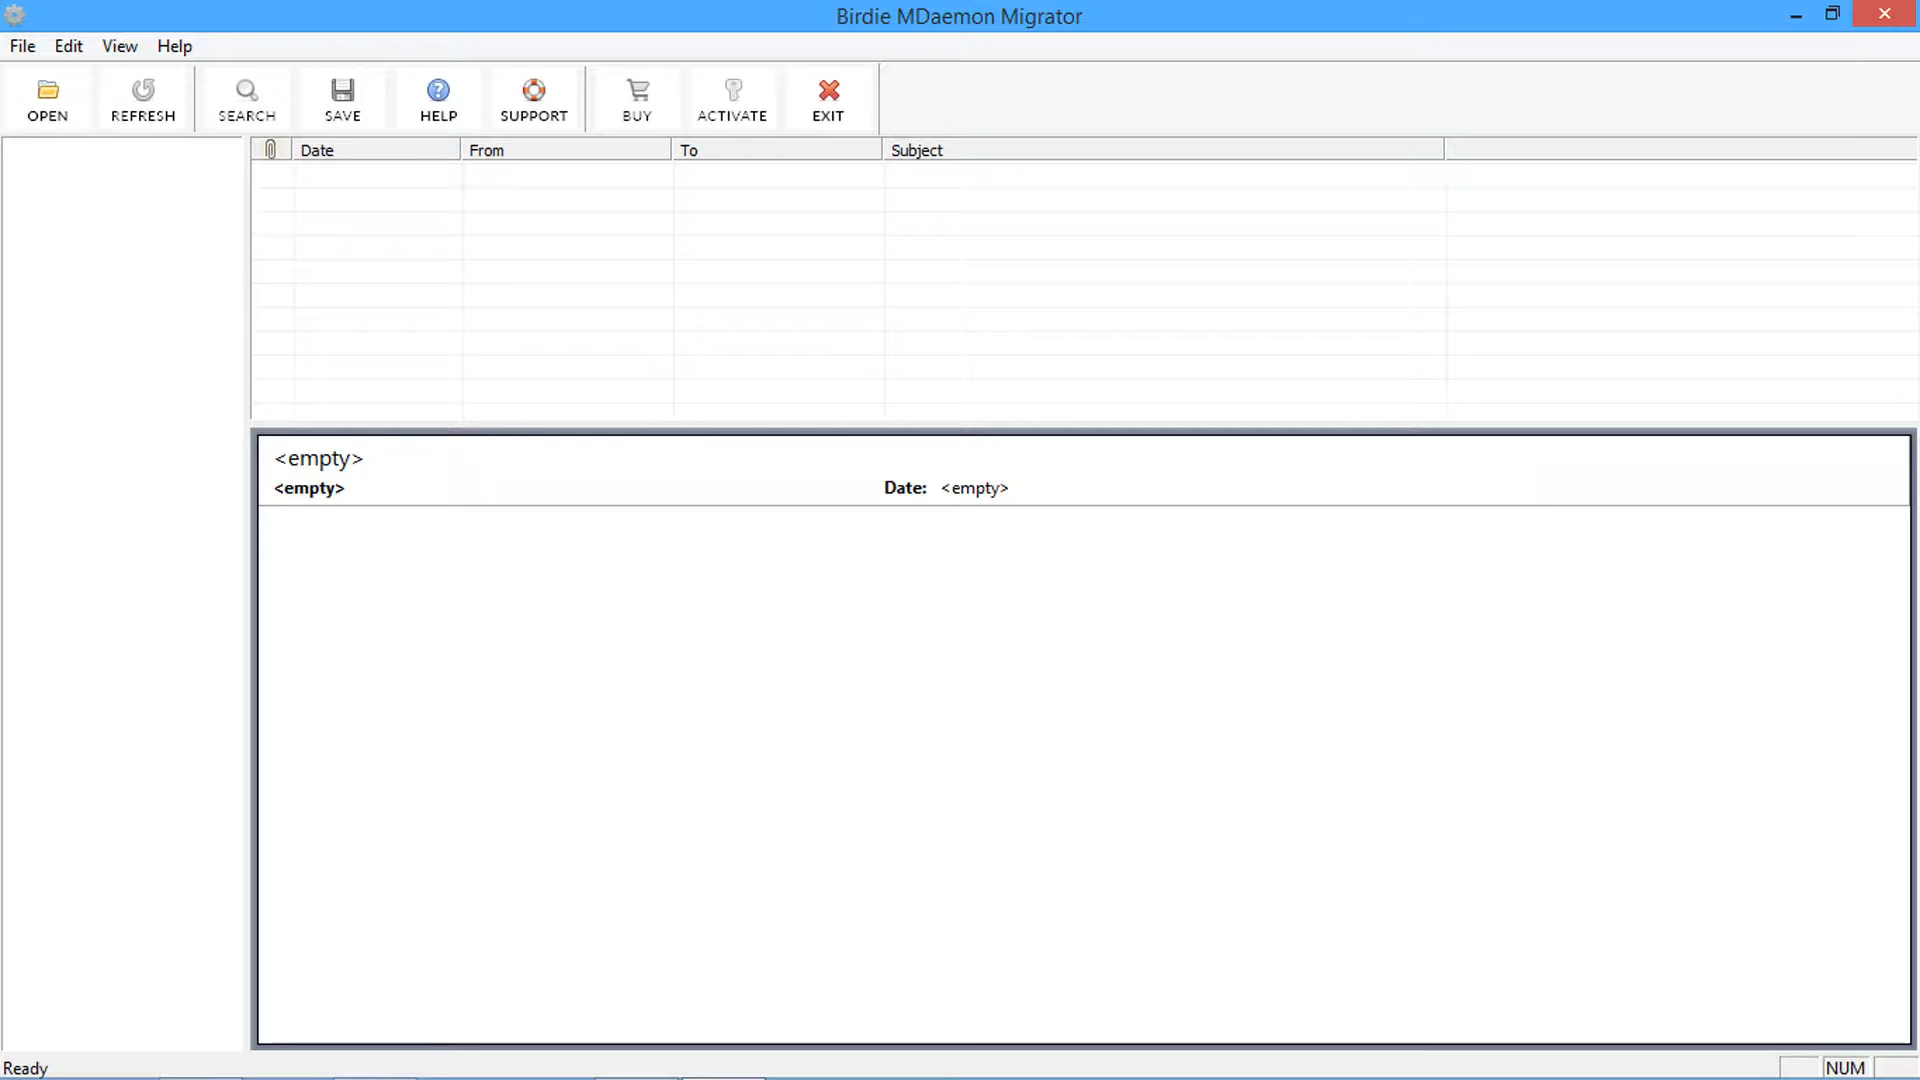 Birdie MDaemon Migrator
File Edit View Help
OPEN REFRESH SEARCH SAVE HELP SUPPORT BUY ACTIVATE EXIT
Date From To Subject
<empty>
<empty> Date: <empty>
Ready NUM